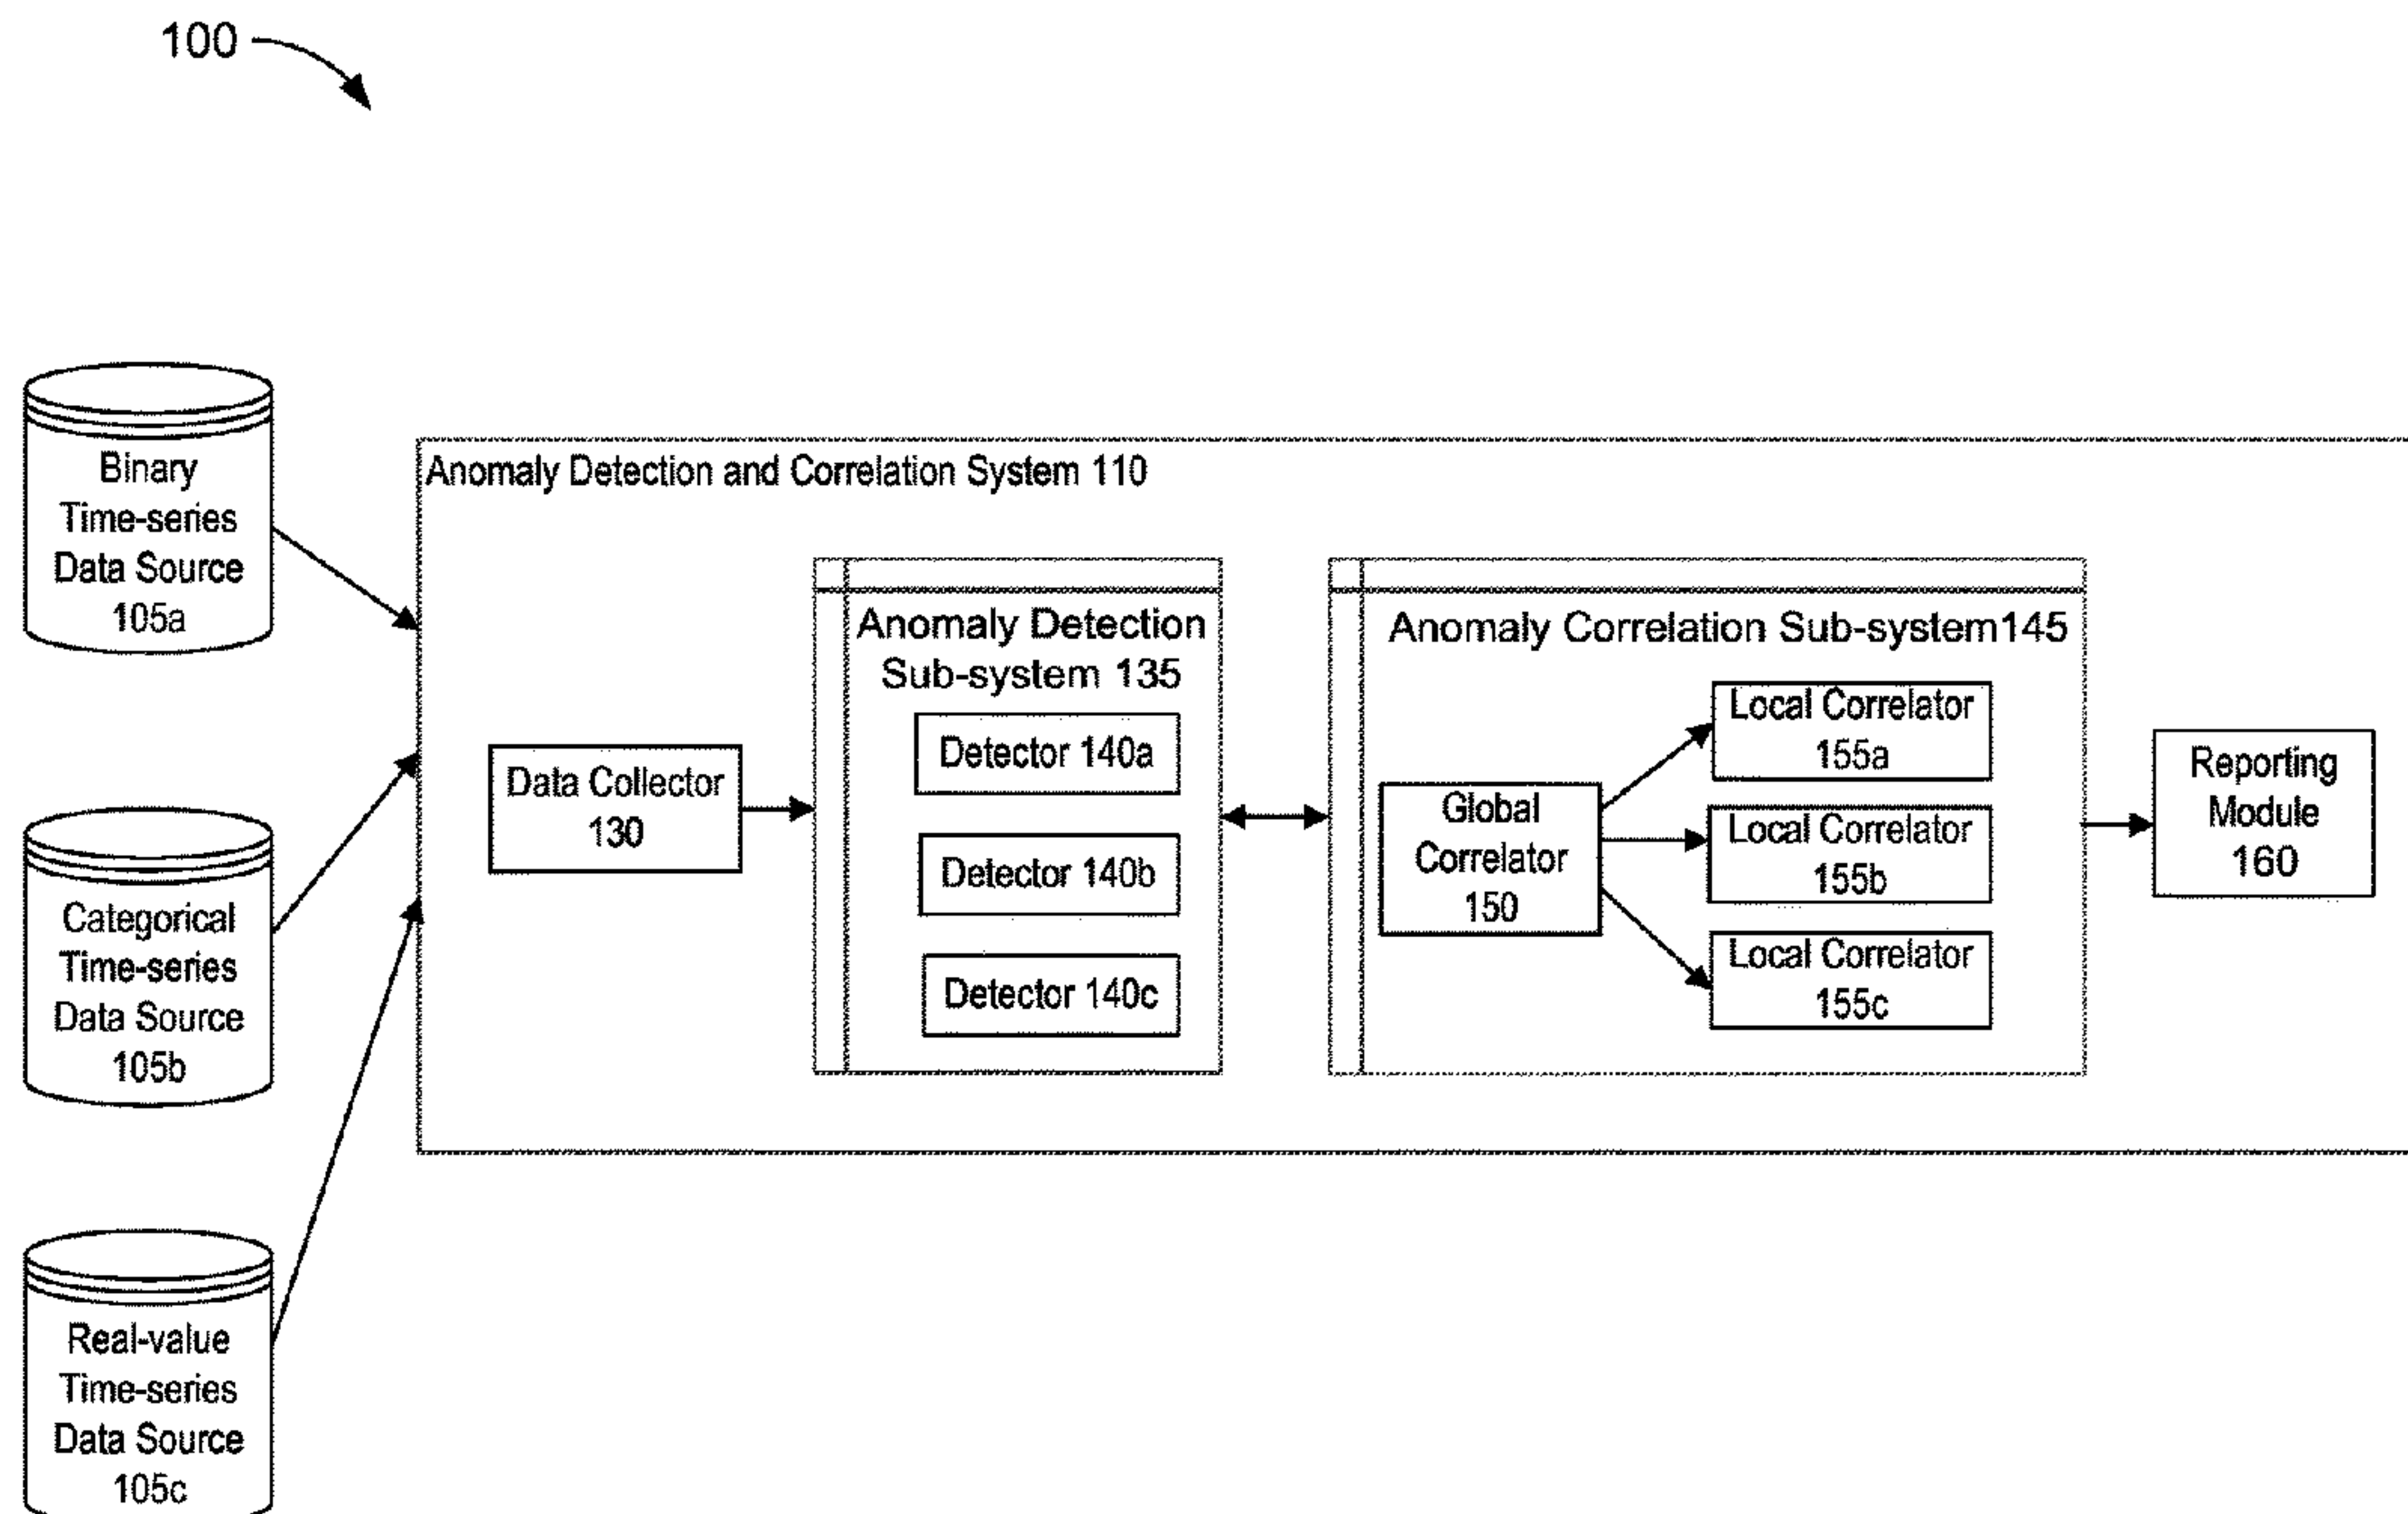 100
Binary
Time-series
Data Source
105a
Categorical
Time-series
Data Source
105b
Real-value
Time-series
Data Source
105c
Anomaly Detection and Correlation System 110
Data Collector
130
Anomaly Detection
Sub-system 135
Detector 140a
Detector 140b
Detector 140c
Anomaly Correlation Sub-system145
Global
Correlator
150
Local Correlator
155a
Local Correlator
155b
Local Correlator
155c
Reporting
Module
160